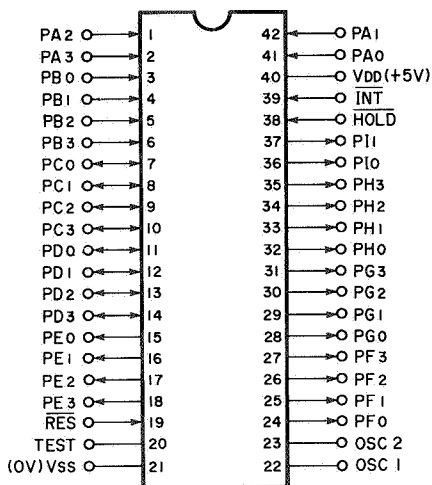 PA2 1 42 PA1
PA3 2 41 PA0
PB0 3 40 VDD(+5V)
PB1 4 39 INT
PB2 5 38 HOLD
PB3 6 37 PI1
PC0 7 36 PI0
PC1 8 35 PH3
PC2 9 34 PH2
PC3 10 33 PH1
PD0 11 32 PH0
PD1 12 31 PG3
PD2 13 30 PG2
PD3 14 29 PG1
PE0 15 28 PG0
PE1 16 27 PF3
PE2 17 26 PF2
PE3 18 25 PF1
RES 19 24 PF0
TEST 20 23 OSC 2
(0V)VSS 21 22 OSC 1